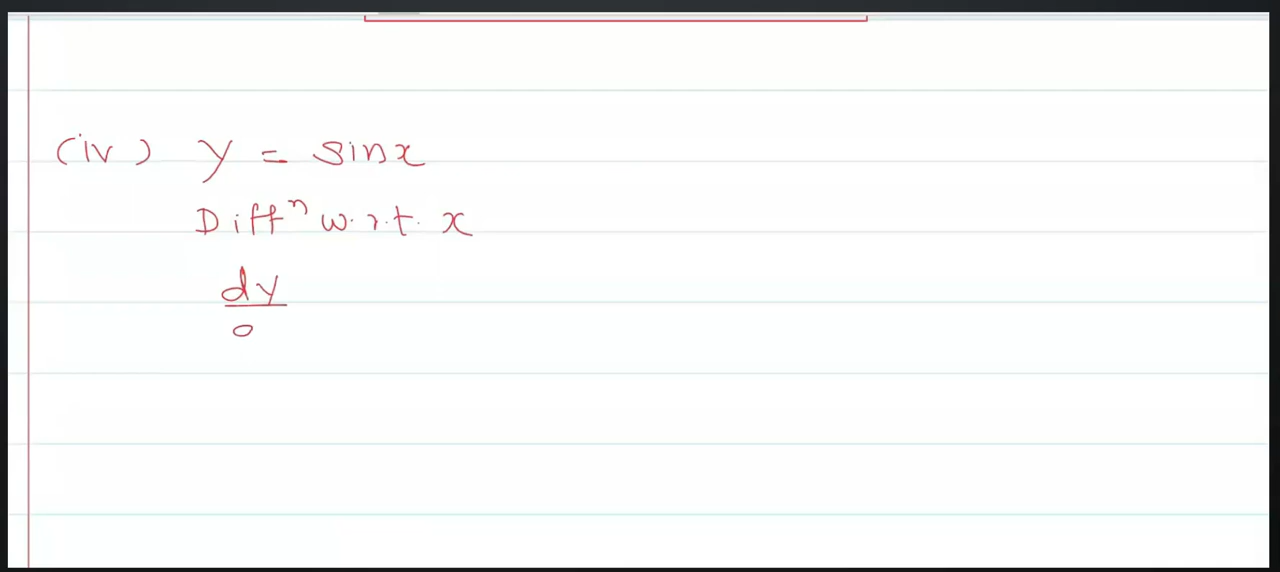 (iv) y = sinx
Diffⁿ w.r.t. x
dy
o